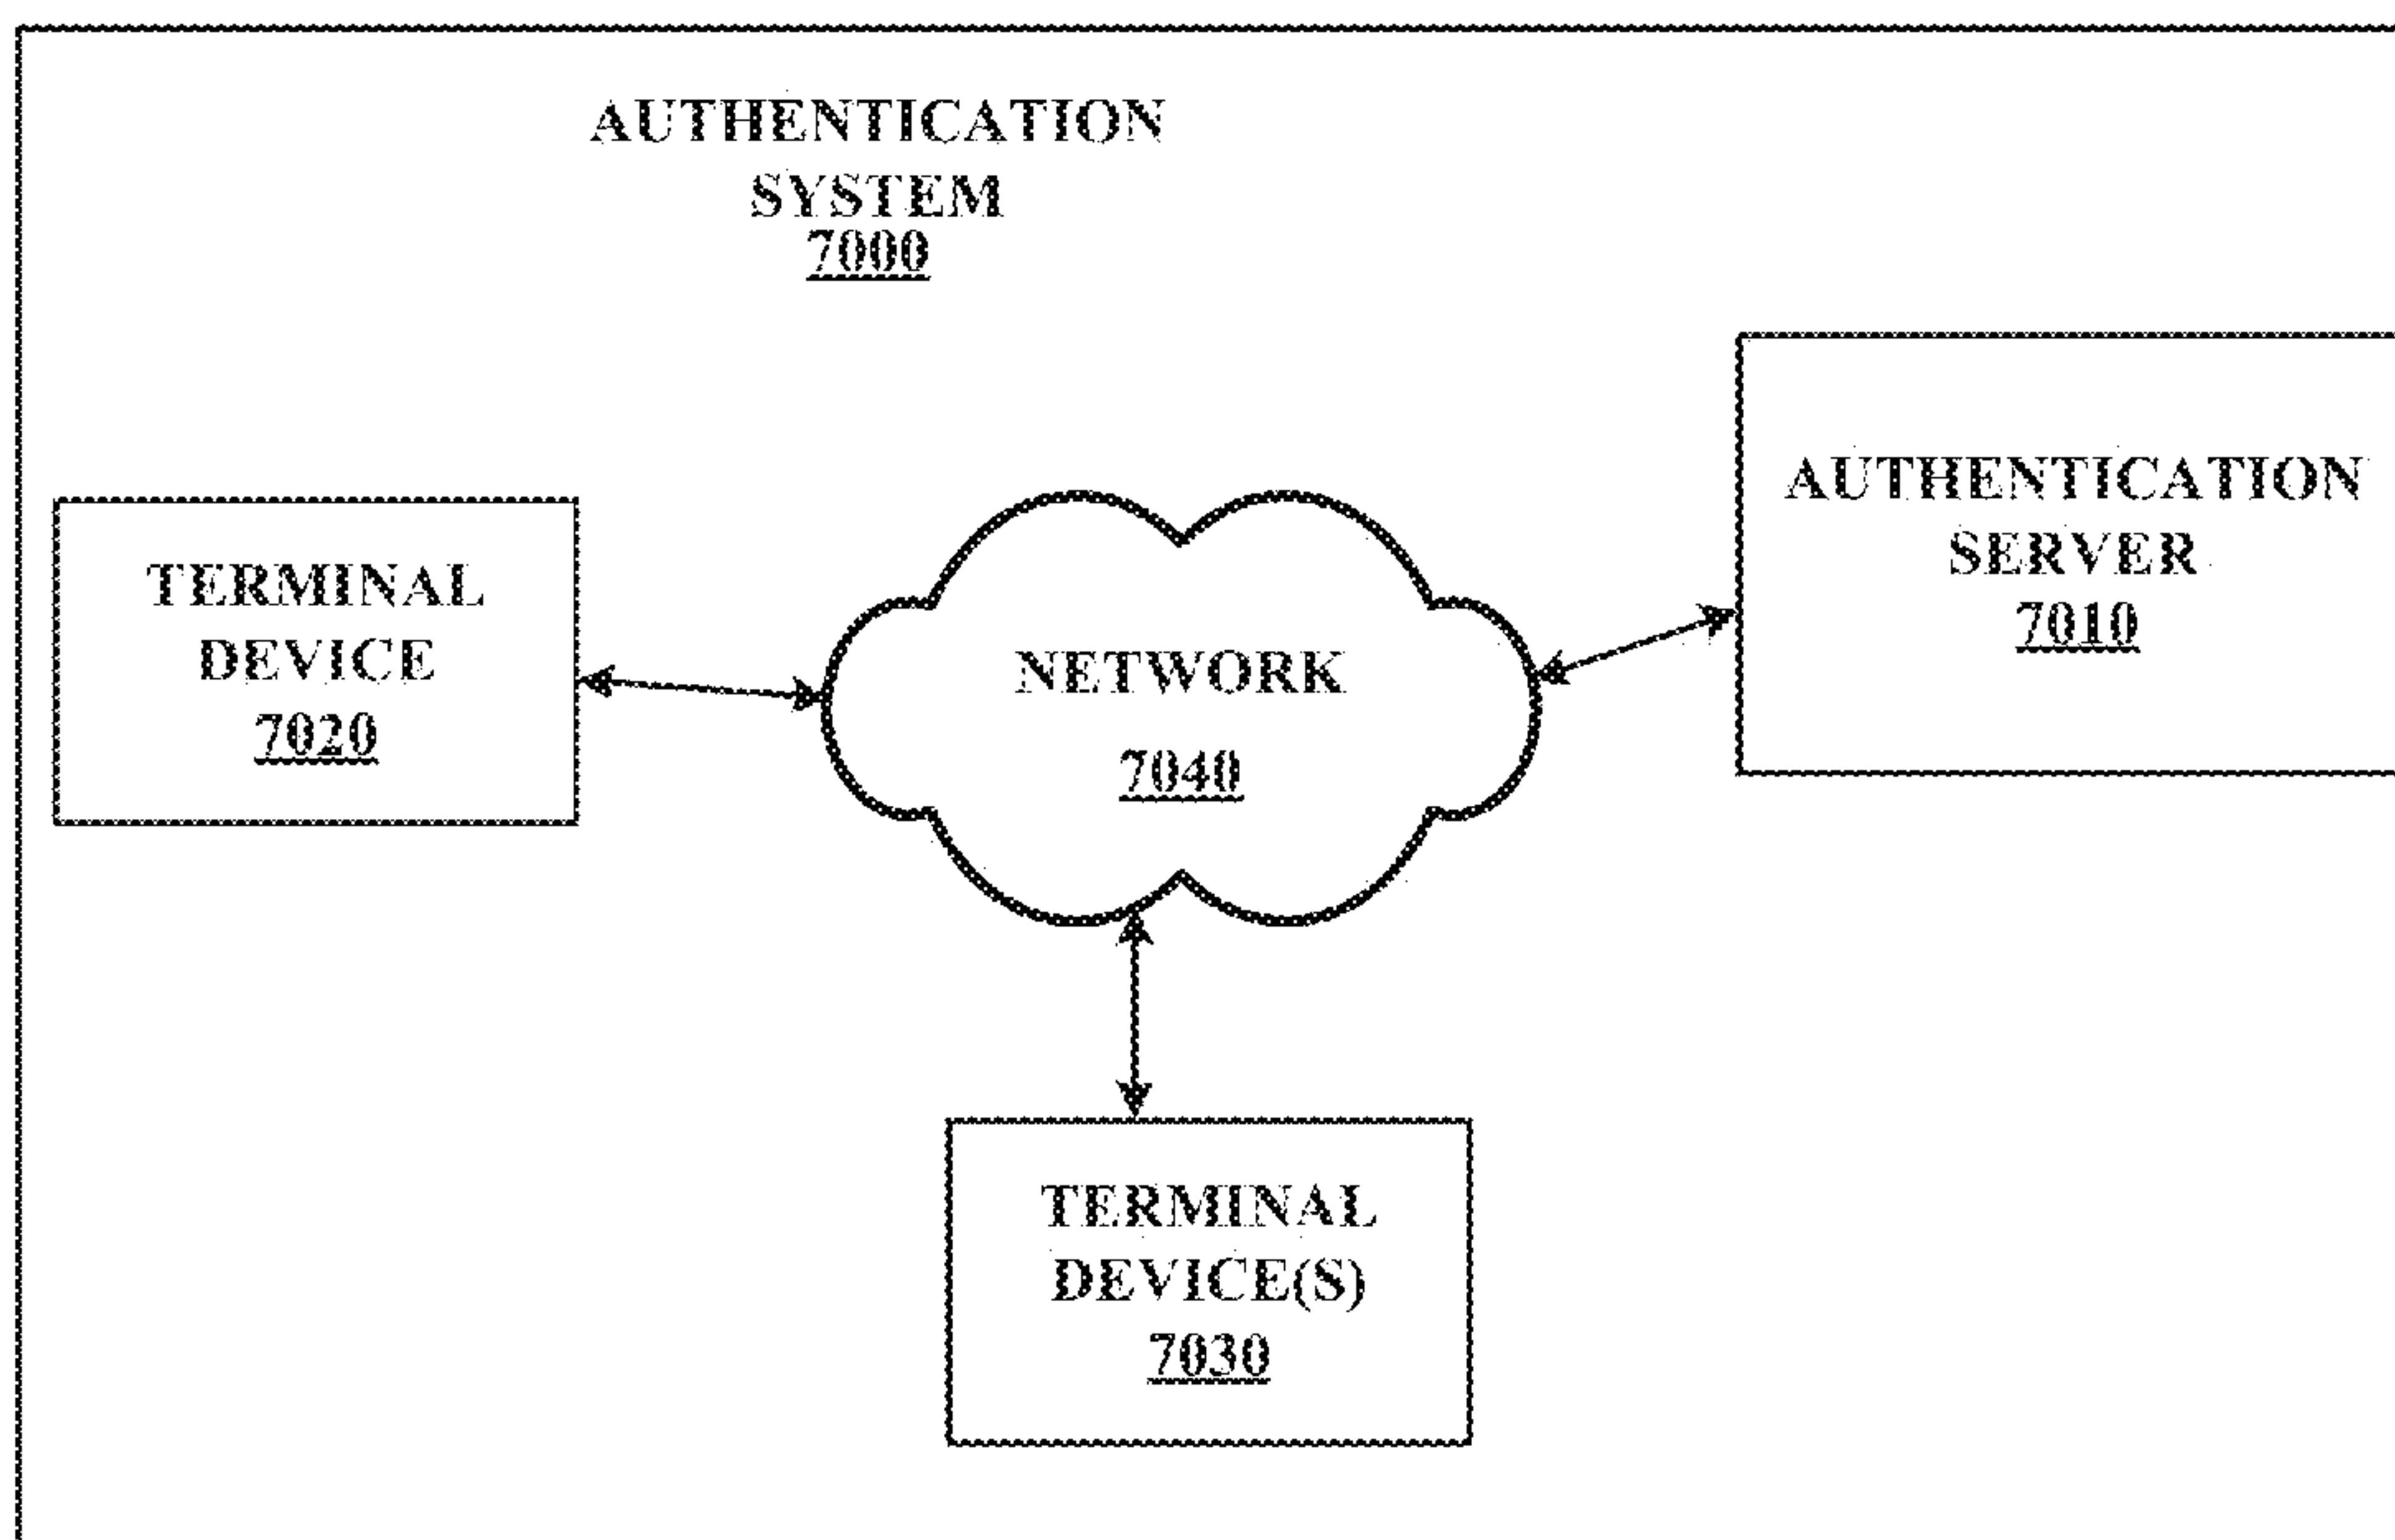 AUTHENTICATION
SYSTEM
7000
AUTHENTICATION
SERVER
7010
TERMINAL
DEVICE
7020
NETWORK
7040
TERMINAL
DEVICE(S)
7030